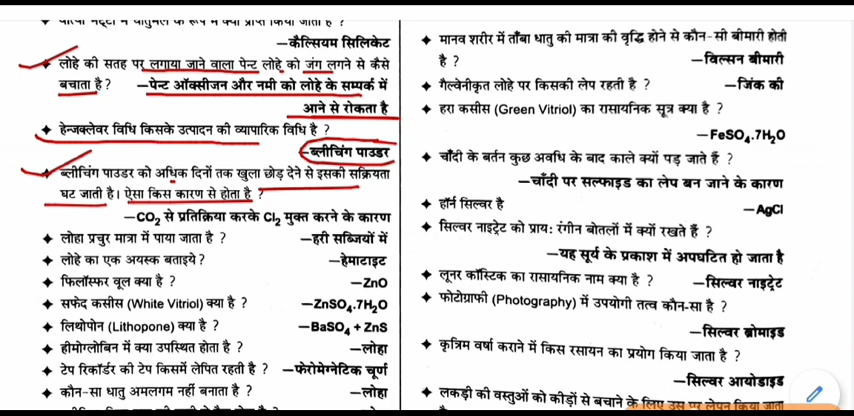 धात्या भट्टी में धातुमल के रूप में क्या प्राप्त किया जाता है ?
—कैल्सियम सिलिकेट
लोहे की सतह पर लगाया जाने वाला पेन्ट लोहे को जंग लगने से कैसे
बचाता है? —पेन्ट ऑक्सीजन और नमी को लोहे के सम्पर्क में
आने से रोकता है
✦ हेन्जक्लेवर विधि किसके उत्पादन की व्यापारिक विधि है ?
—ब्लीचिंग पाउडर
ब्लीचिंग पाउडर को अधिक दिनों तक खुला छोड़ देने से इसकी सक्रियता
घट जाती है। ऐसा किस कारण से होता है ?
—CO₂ से प्रतिक्रिया करके Cl₂ मुक्त करने के कारण
✦ लोहा प्रचुर मात्रा में पाया जाता है ? —हरी सब्जियों में
✦ लोहे का एक अयस्क बताइये? —हेमाटाइट
✦ फिलॉस्फर वूल क्या है ? —ZnO
✦ सफेद कसीस (White Vitriol) क्या है ? —ZnSO₄.7H₂O
✦ लिथोपोन (Lithopone) क्या है ? —BaSO₄ + ZnS
✦ हीमोग्लोबिन में क्या उपस्थित होता है ? —लोहा
✦ टेप रिकॉर्डर की टेप किसमें लेपित रहती है ? —फेरोमेग्नेटिक चूर्ण
✦ कौन-सा धातु अमलगम नहीं बनाता है ? —लोहा
✦ मानव शरीर में ताँबा धातु की मात्रा की वृद्धि होने से कौन-सी बीमारी होती
है ? —विल्सन बीमारी
✦ गैल्वेनीकृत लोहे पर किसकी लेप रहती है ? —जिंक की
✦ हरा कसीस (Green Vitriol) का रासायनिक सूत्र क्या है ?
—FeSO₄.7H₂O
✦ चाँदी के बर्तन कुछ अवधि के बाद काले क्यों पड़ जाते हैं ?
—चाँदी पर सल्फाइड का लेप बन जाने के कारण
✦ हॉर्न सिल्वर है —AgCl
✦ सिल्वर नाइट्रेट को प्राय: रंगीन बोतलों में क्यों रखते हैं ?
—यह सूर्य के प्रकाश में अपघटित हो जाता है
✦ लूनर कॉस्टिक का रासायनिक नाम क्या है ? —सिल्वर नाइट्रेट
✦ फोटोग्राफी (Photography) में उपयोगी तत्व कौन-सा है ?
—सिल्वर ब्रोमाइड
✦ कृत्रिम वर्षा कराने में किस रसायन का प्रयोग किया जाता है ?
—सिल्वर आयोडाइड
✦ लकड़ी की वस्तुओं को कीड़ों से बचाने के लिए उस पर लेपन किया जाता